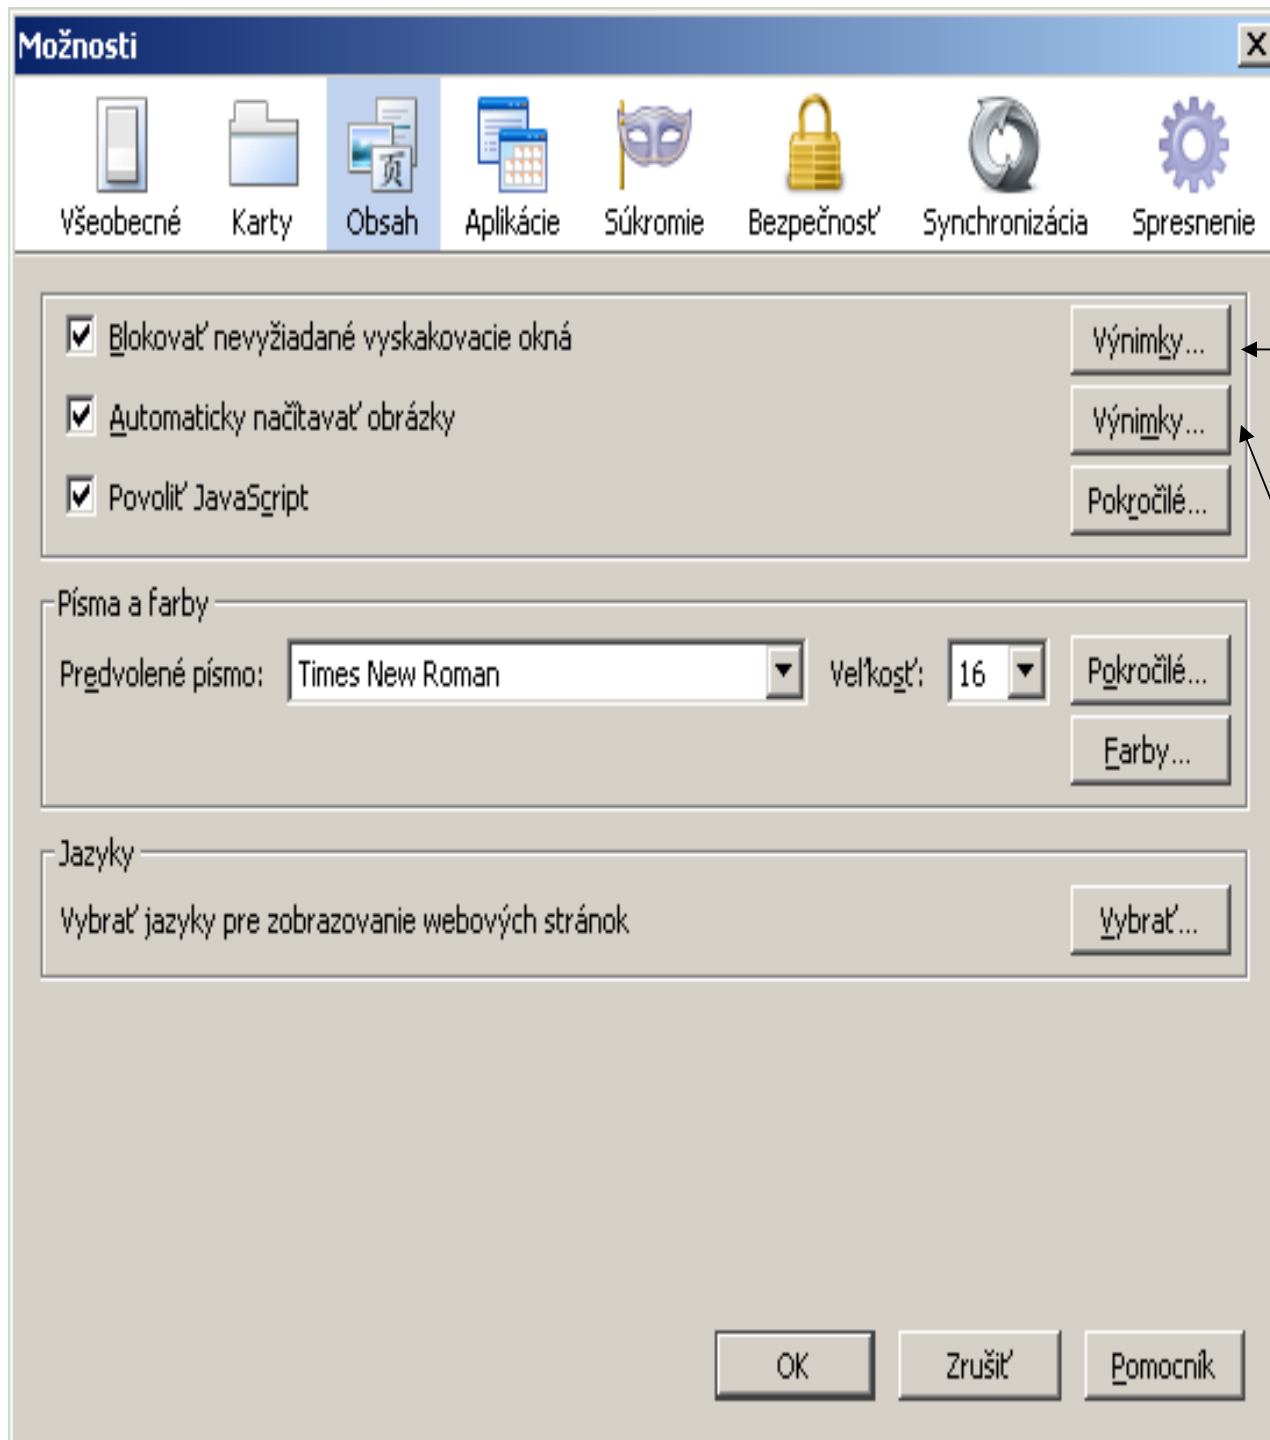 Možnosti
X
页
Všeobecné Karty Obsah Aplikácie Súkromie Bezpečnosť Synchronizácia Spresnenie
Blokovať nevyžiadané vyskakovacie okná Výnimky...
Automaticky načítavať obrázky Výnimky...
Povoliť JavaScript Pokročilé...
Písma a farby
Predvolené písmo: Times New Roman Veľkosť: 16 Pokročilé...
Farby...
Jazyky
Vybrať jazyky pre zobrazovanie webových stránok Vybrať...
OK Zrušiť Pomocník